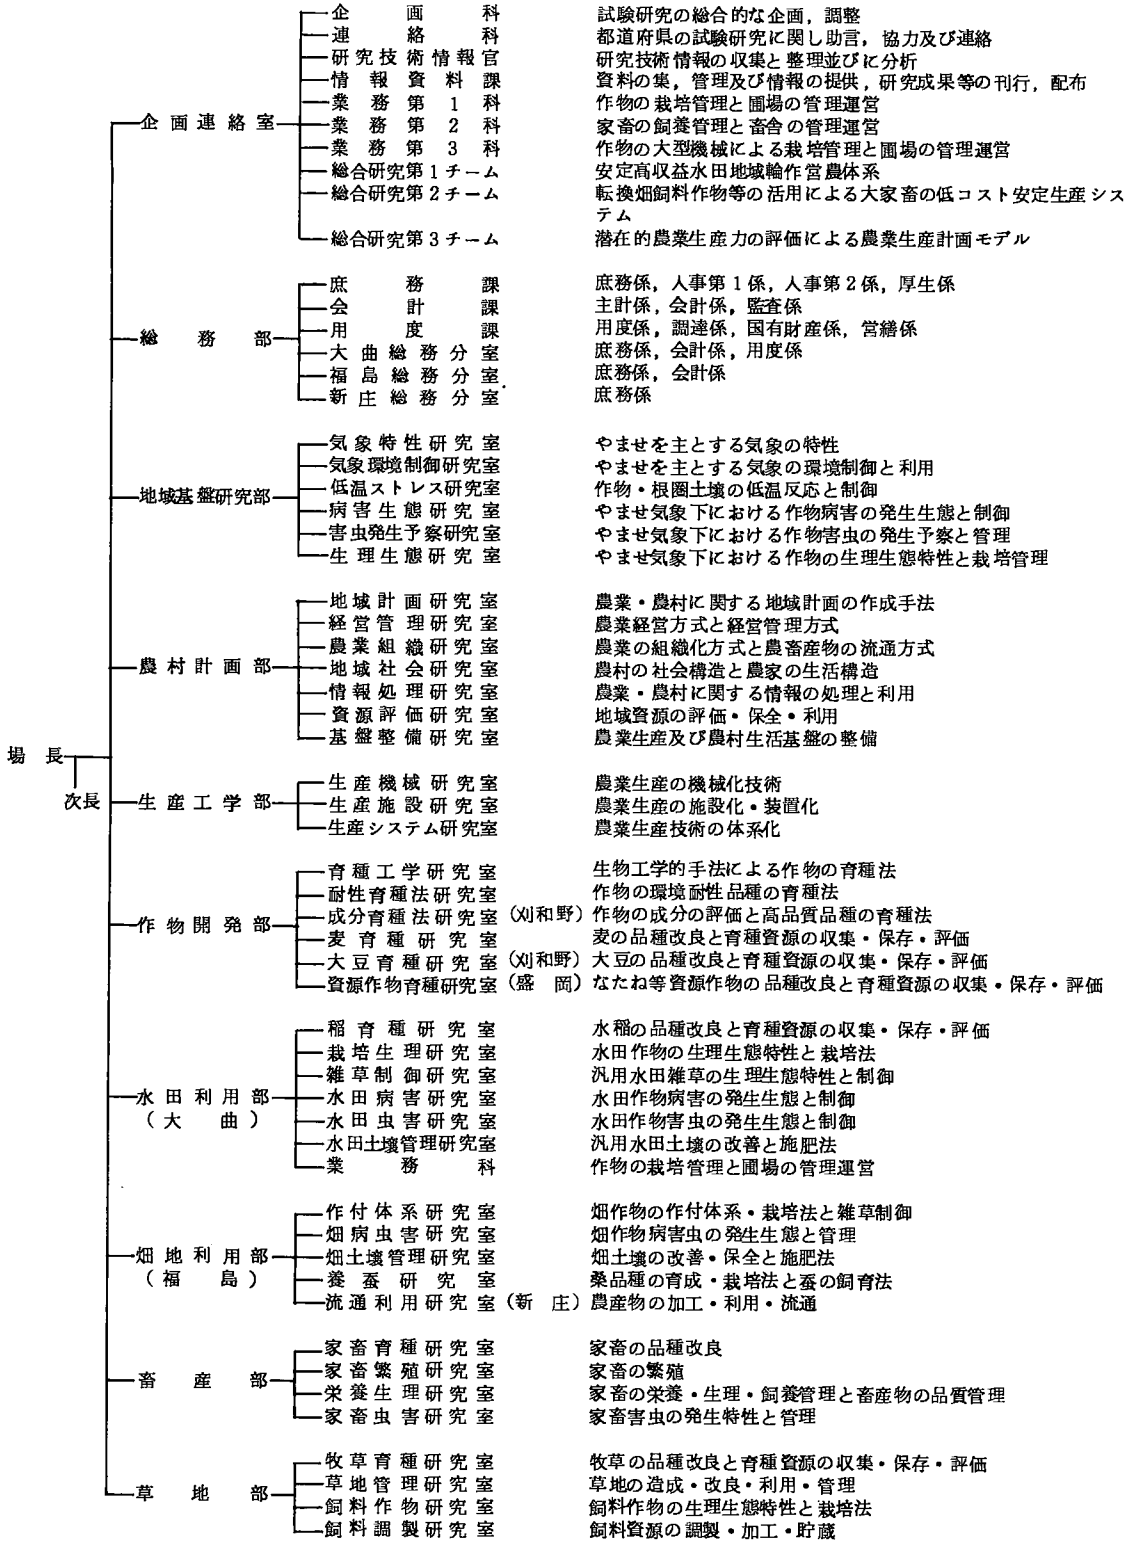 企画科 試験研究の総合的な企画，調整
連絡科 都道府県の試験研究に関し助言，協力及び連絡
研究技術情報官 研究技術情報の収集と整理並びに分析
情報資料課 資料の集，管理及び情報の提供，研究成果等の刊行，配布
業務第1科 作物の栽培管理と圃場の管理運営
企画連絡室 業務第2科 家畜の飼養管理と畜舎の管理運営
業務第3科 作物の大型機械による栽培管理と圃場の管理運営
総合研究第1チーム 安定高収益水田地域輪作営農体系
総合研究第2チーム 転換畑飼料作物等の活用による大家畜の低コスト安定生産シス
テム
総合研究第3チーム 潜在的農業生産力の評価による農業生産計画モデル
庶務課 庶務係，人事第1係，人事第2係，厚生係
会計課 主計係，会計係，監査係
総務部 用度課 用度係，調達係，国有財産係，営繕係
大曲総務分室 庶務係，会計係，用度係
福島総務分室 庶務係，会計係
新庄総務分室 庶務係
気象特性研究室 やませを主とする気象の特性
気象環境制御研究室 やませを主とする気象の環境制御と利用
地域基盤研究部 低温ストレス研究室 作物・根圏土壌の低温反応と制御
病害生態研究室 やませ気象下における作物病害の発生生態と制御
害虫発生予察研究室 やませ気象下における作物害虫の発生予察と管理
生理生態研究室 やませ気象下における作物の生理生態特性と栽培管理
地域計画研究室 農業・農村に関する地域計画の作成手法
経営管理研究室 農業経営方式と経営管理方式
農業組織研究室 農業の組織化方式と農畜産物の流通方式
農村計画部 地域社会研究室 農村の社会構造と農家の生活構造
情報処理研究室 農業・農村に関する情報の処理と利用
資源評価研究室 地域資源の評価・保全・利用
基盤整備研究室 農業生産及び農村生活基盤の整備
場長
生産機械研究室 農業生産の機械化技術
次長 生産工学部 生産施設研究室 農業生産の施設化・装置化
生産システム研究室 農業生産技術の体系化
育種工学研究室 生物工学的手法による作物の育種法
耐性育種法研究室 作物の環境耐性品種の育種法
作物開発部 成分育種法研究室（刈和野）作物の成分の評価と高品質品種の育種法
麦育種研究室 麦の品種改良と育種資源の収集・保存・評価
大豆育種研究室（刈和野）大豆の品種改良と育種資源の収集・保存・評価
資源作物育種研究室（盛岡）なたね等資源作物の品種改良と育種資源の収集・保存・評価
稲育種研究室 水稲の品種改良と育種資源の収集・保存・評価
栽培生理研究室 水田作物の生理生態特性と栽培法
雑草制御研究室 汎用水田雑草の生理生態特性と制御
水田利用部 水田病害研究室 水田作物病害の発生生態と制御
（大曲） 水田虫害研究室 水田作物害虫の発生生態と制御
水田土壌管理研究室 汎用水田土壌の改善と施肥法
業務科 作物の栽培管理と圃場の管理運営
作付体系研究室 畑作物の作付体系・栽培法と雑草制御
畑病虫害研究室 畑作物病害虫の発生生態と管理
畑地利用部 畑土壌管理研究室 畑土壌の改善・保全と施肥法
（福島） 養蚕研究室 桑品種の育成・栽培法と蚕の飼育法
流通利用研究室（新庄）農産物の加工・利用・流通
家畜育種研究室 家畜の品種改良
家畜繁殖研究室 家畜の繁殖
畜産部 栄養生理研究室 家畜の栄養・生理・飼養管理と畜産物の品質管理
家畜虫害研究室 家畜害虫の発生特性と管理
牧草育種研究室 牧草の品種改良と育種資源の収集・保存・評価
草地管理研究室 草地の造成・改良・利用・管理
草地部 飼料作物研究室 飼料作物の生理生態特性と栽培法
飼料調製研究室 飼料資源の調製・加工・貯蔵